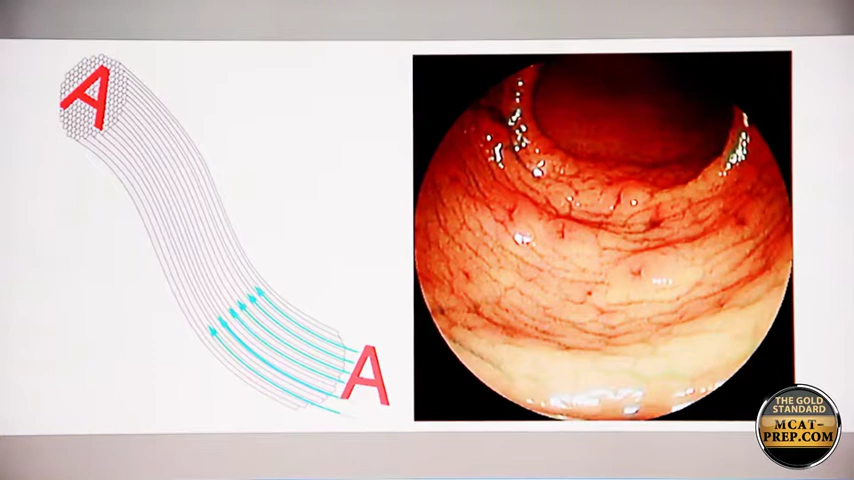 A
A
THE GOLD
STANDARD
MCAT-
PREP.COM